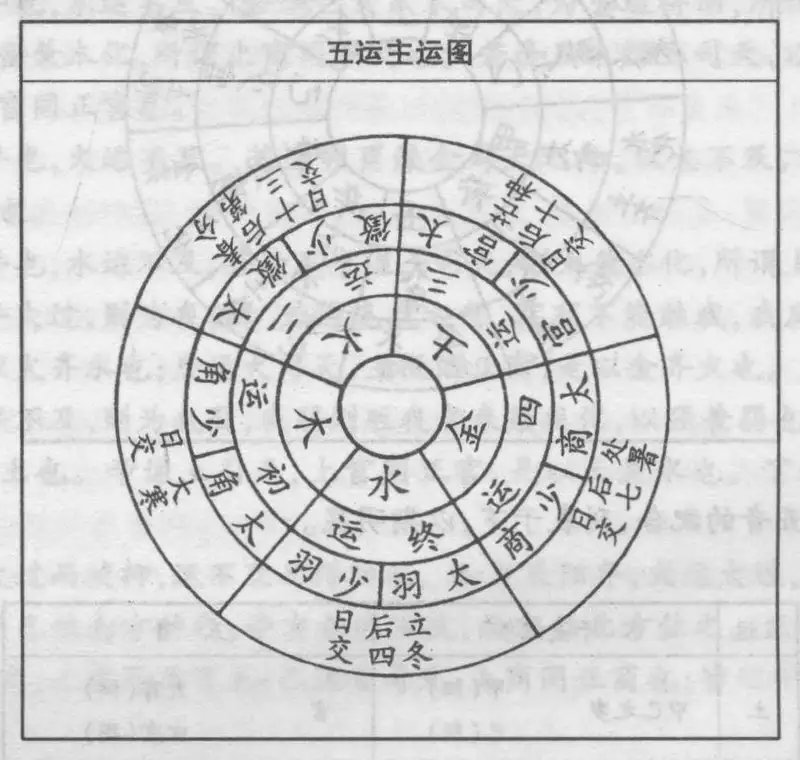 五运主运图
木
初运
太角
少角
大寒日交
火
二运
太徵
少徵
春分后第十三日交
土
三运
太宫
少宫
芒种后十日交
金
四运
太商
少商
处暑后七日交
水
终运
太羽
少羽
立冬后四日交